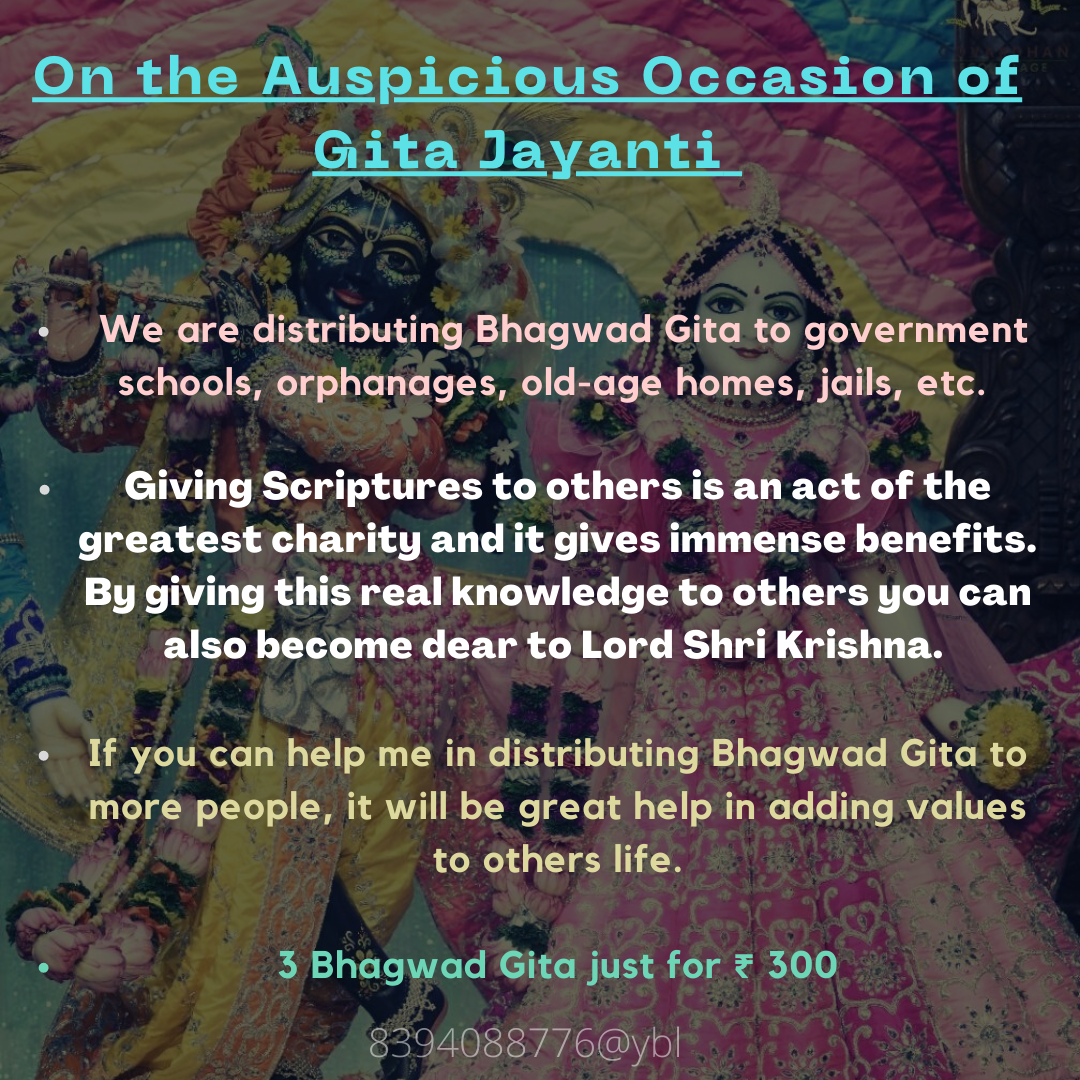 On the Auspicious Occasion of
Gita Jayanti
• We are distributing Bhagwad Gita to government
schools, orphanages, old-age homes, jails, etc.
• Giving Scriptures to others is an act of the
greatest charity and it gives immense benefits.
By giving this real knowledge to others you can
also become dear to Lord Shri Krishna.
• If you can help me in distributing Bhagwad Gita to
more people, it will be great help in adding values
to others life.
• 3 Bhagwad Gita just for ₹ 300
8394088776@ybl